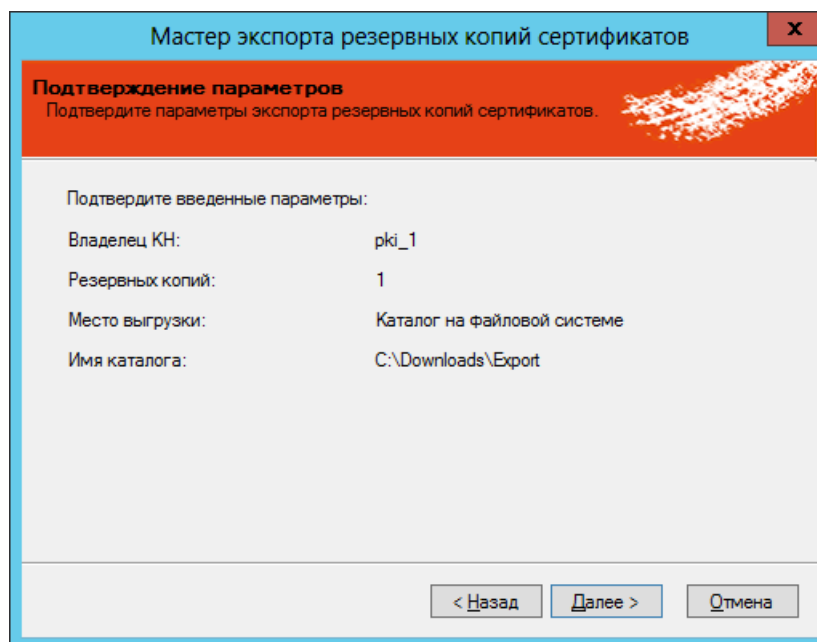 Мастер экспорта резервных копий сертификатов
x
Подтверждение параметров
Подтвердите параметры экспорта резервных копий сертификатов.
Подтвердите введенные параметры:
Владелец КН: pki_1
Резервных копий: 1
Место выгрузки: Каталог на файловой системе
Имя каталога: C:\Downloads\Export
< Назад Далее > Отмена